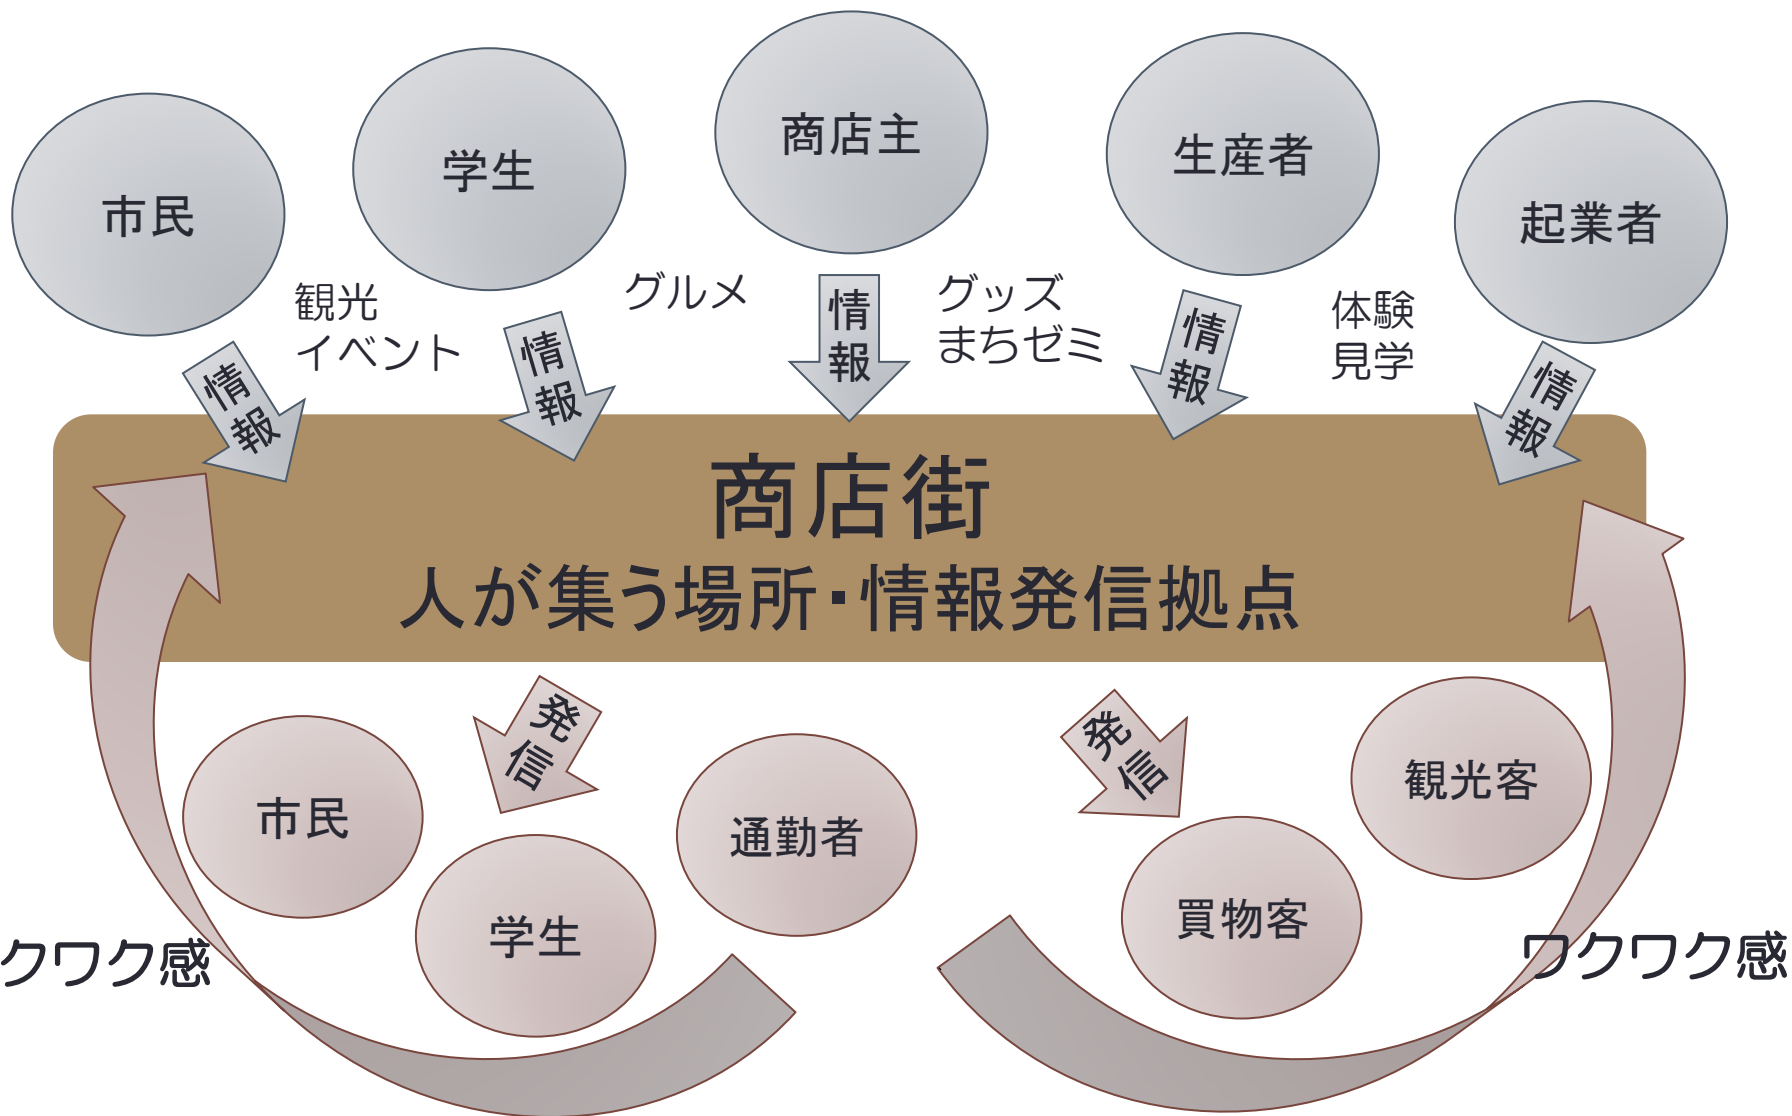 市民
学生
商店主
生産者
起業者
観光
イベント
グルメ
グッズ
まちゼミ
体験
見学
情報
情報
情報
情報
情報
商店街
人が集う場所・情報発信拠点
発信
発信
市民
学生
通勤者
買物客
観光客
クワク感
ワクワク感